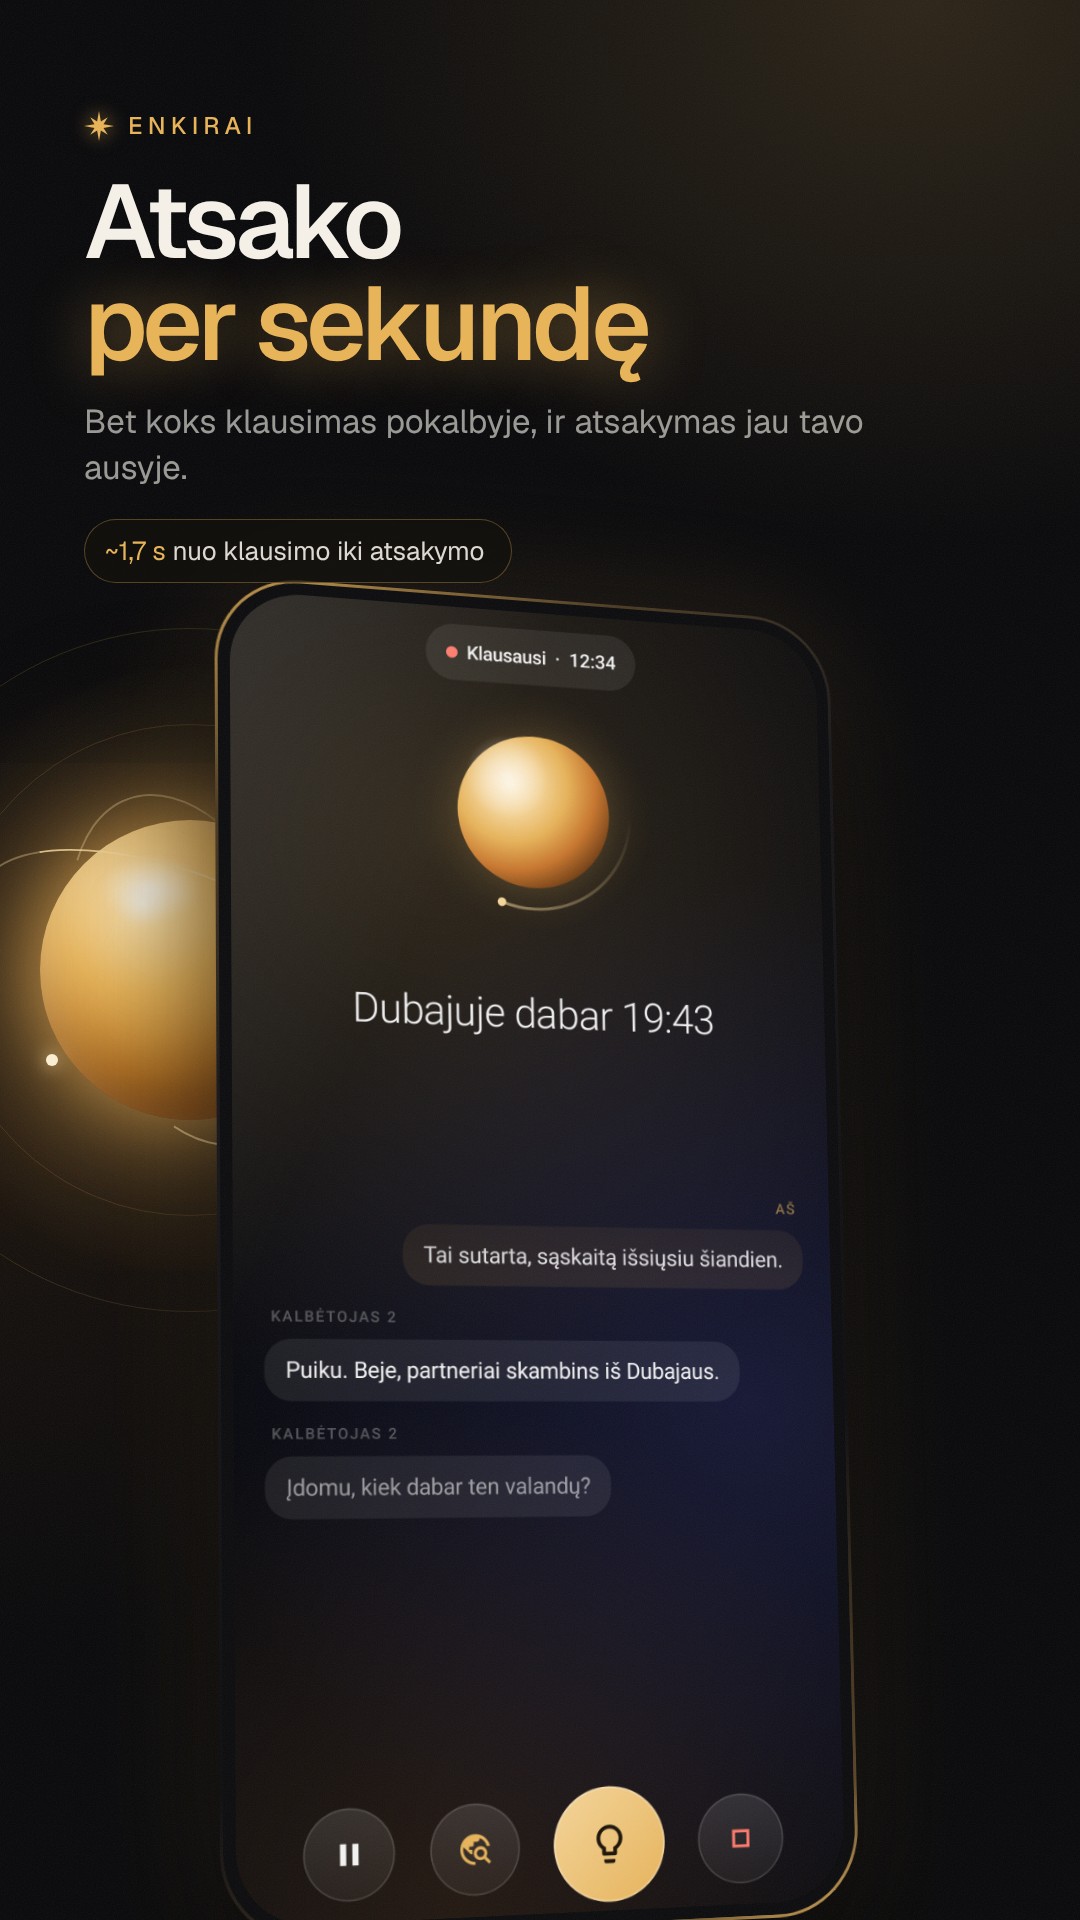 ENKIRAI
Atsako
per sekundę
Bet koks klausimas pokalbyje, ir atsakymas jau tavo
ausyje.
~1,7 s nuo klausimo iki atsakymo
Klausausi · 12:34
Dubajuje dabar 19:43
AŠ
Tai sutarta, sąskaitą išsiųsiu šiandien.
KALBĖTOJAS 2
Puiku. Beje, partneriai skambins iš Dubajaus.
KALBĖTOJAS 2
Įdomu, kiek dabar ten valandų?